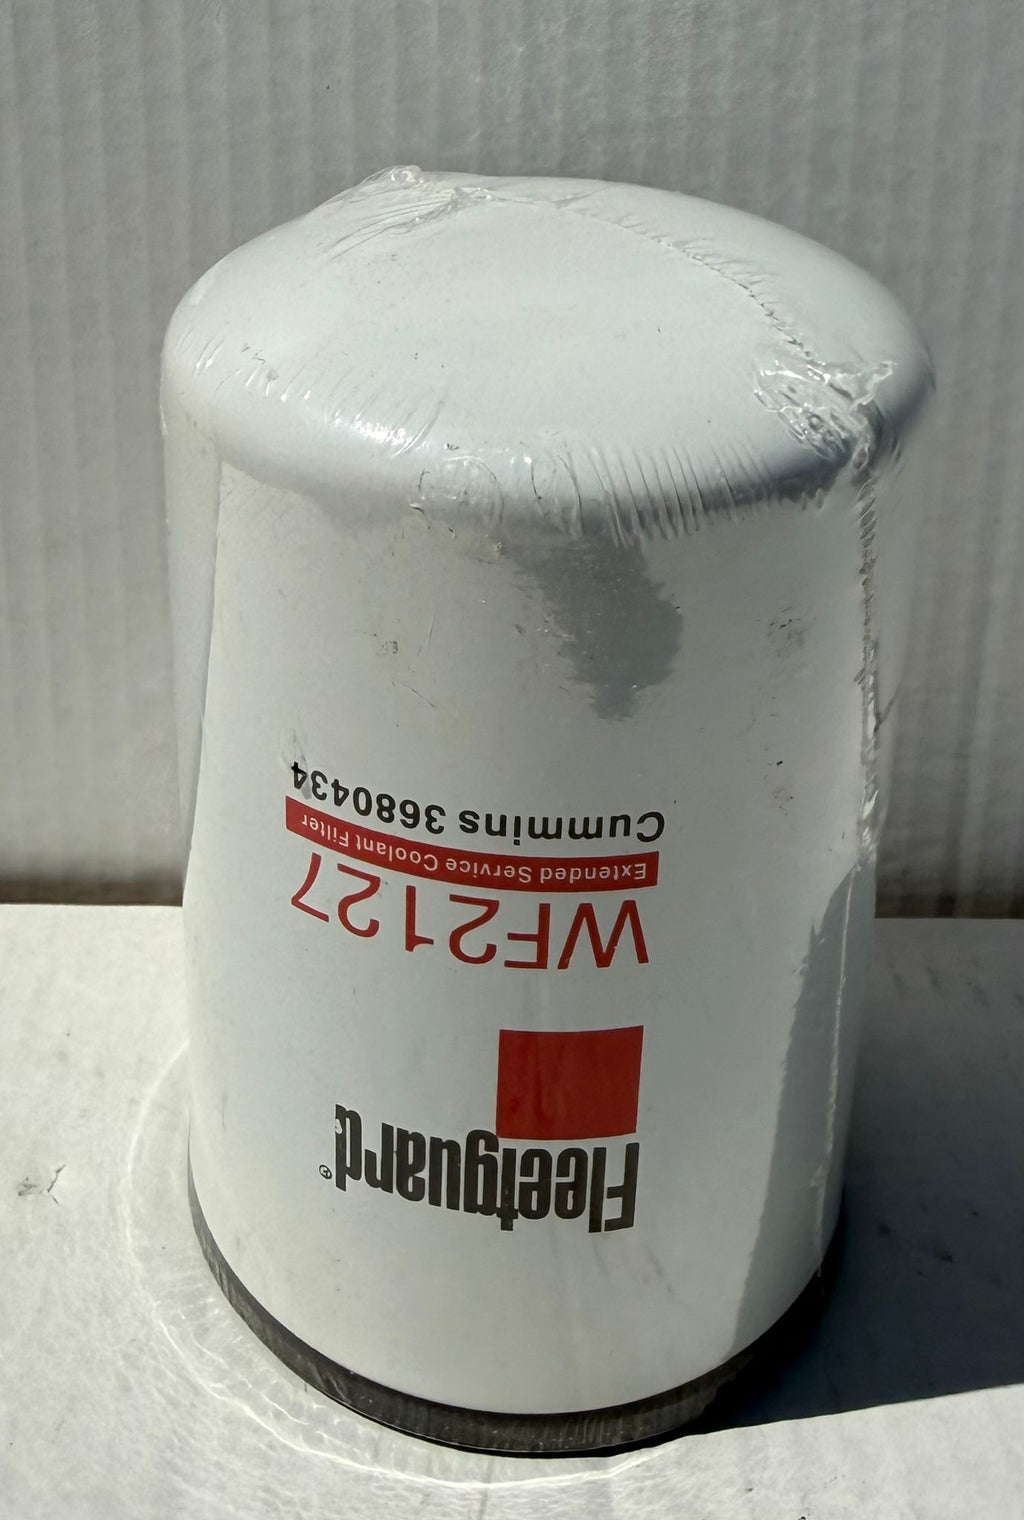 Fleetguard®
WF2127
Extended Service Coolant Filter
Cummins 3680434